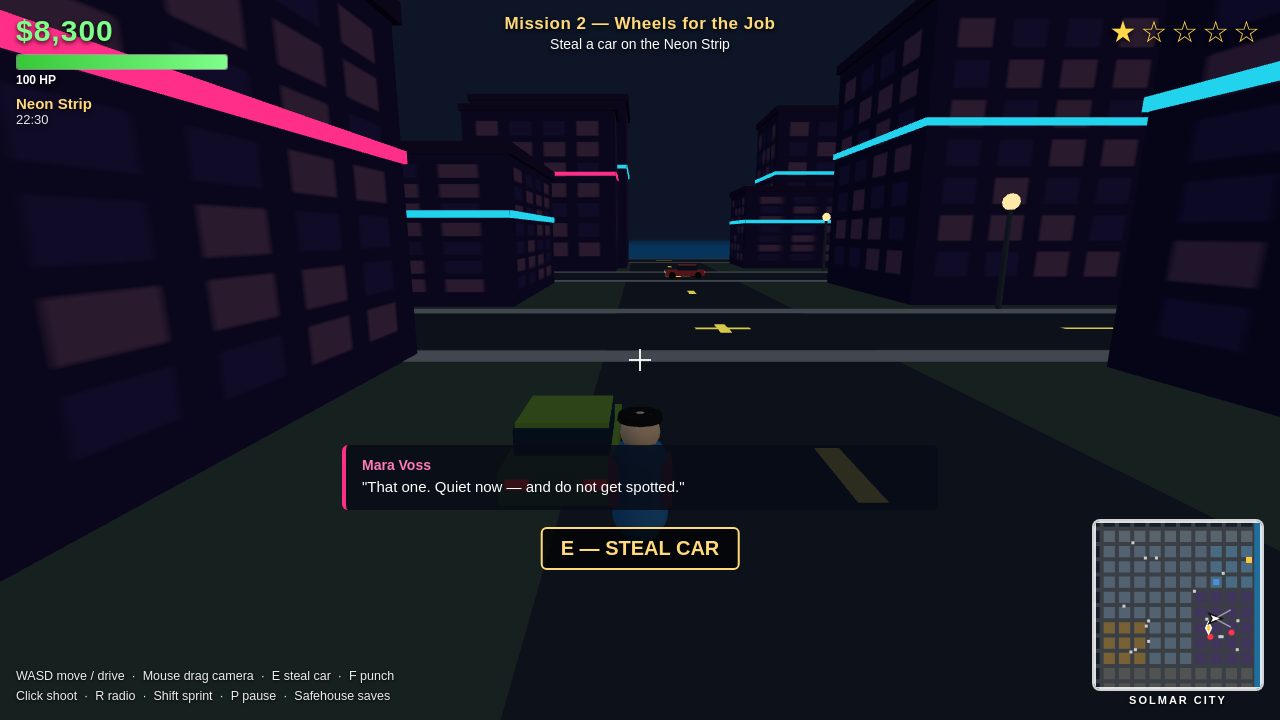 $8,300
100 HP
Neon Strip
22:30
Mission 2 — Wheels for the Job
Steal a car on the Neon Strip
★☆☆☆☆
Mara Voss
"That one. Quiet now — and do not get spotted."
E — STEAL CAR
WASD move / drive · Mouse drag camera · E steal car · F punch
Click shoot · R radio · Shift sprint · P pause · Safehouse saves
SOLMAR CITY